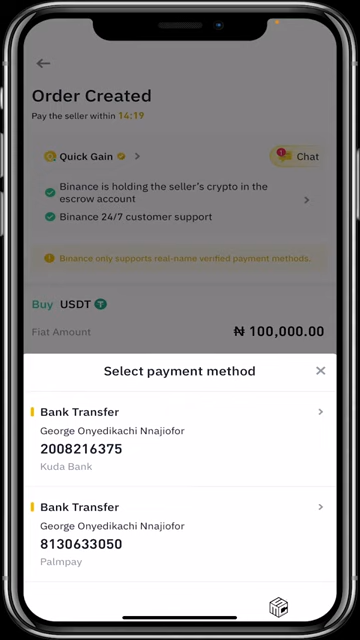 Order Created
Pay the seller within 14:19
Quick Gain
Chat
Binance is holding the seller's crypto in the
escrow account
Binance 24/7 customer support
Binance only supports real-name verified payment methods.
Buy USDT
Fiat Amount
₦ 100,000.00
Select payment method
Bank Transfer
George Onyedikachi Nnajiofor
2008216375
Kuda Bank
Bank Transfer
George Onyedikachi Nnajiofor
8130633050
Palmpay